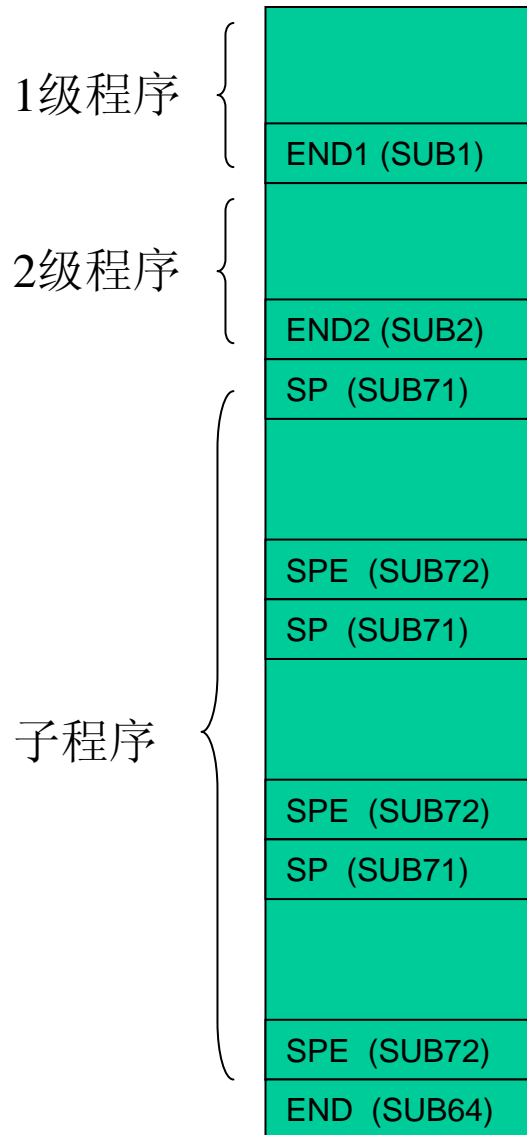 1级程序
END1 (SUB1)
2级程序
END2 (SUB2)
SP (SUB71)
SPE (SUB72)
SP (SUB71)
子程序
SPE (SUB72)
SP (SUB71)
SPE (SUB72)
END (SUB64)